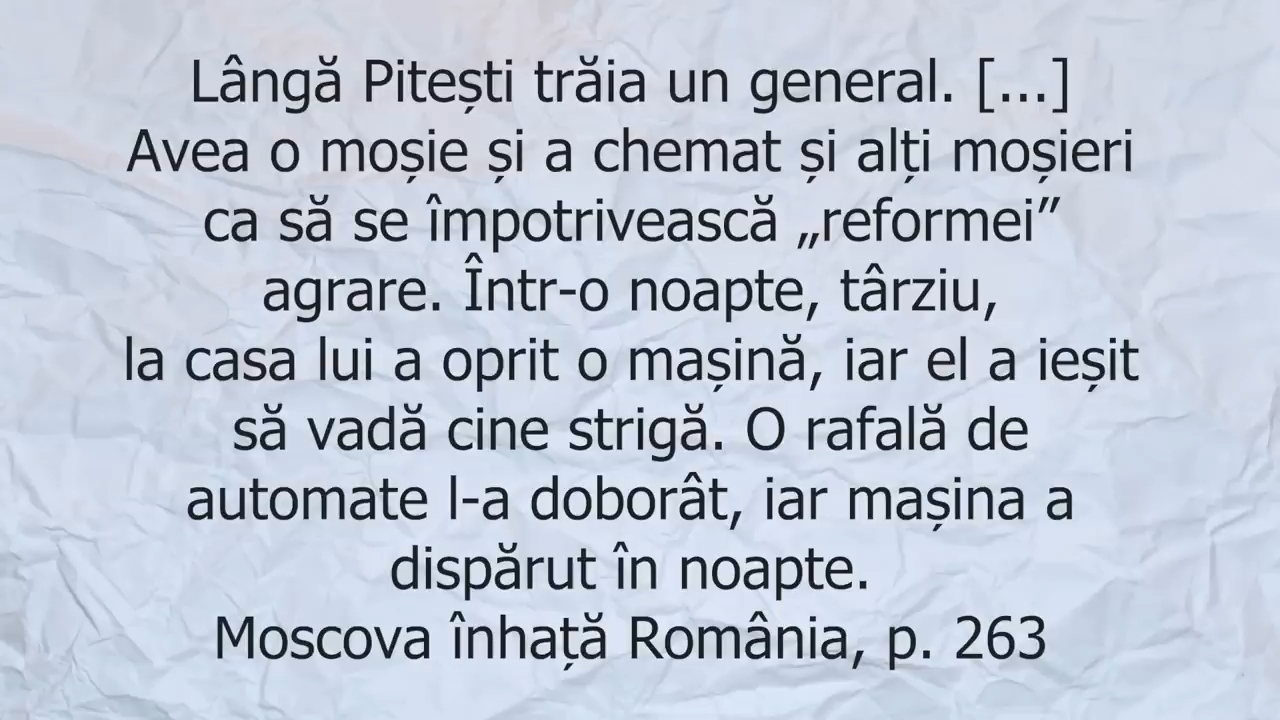 Lângă Pitești trăia un general. [...]
Avea o moșie și a chemat și alți moșieri
ca să se împotrivească „reformei”
agrare. Într-o noapte, târziu,
la casa lui a oprit o mașină, iar el a ieșit
să vadă cine strigă. O rafală de
automate l-a doborât, iar mașina a
dispărut în noapte.
Moscova înhață România, p. 263